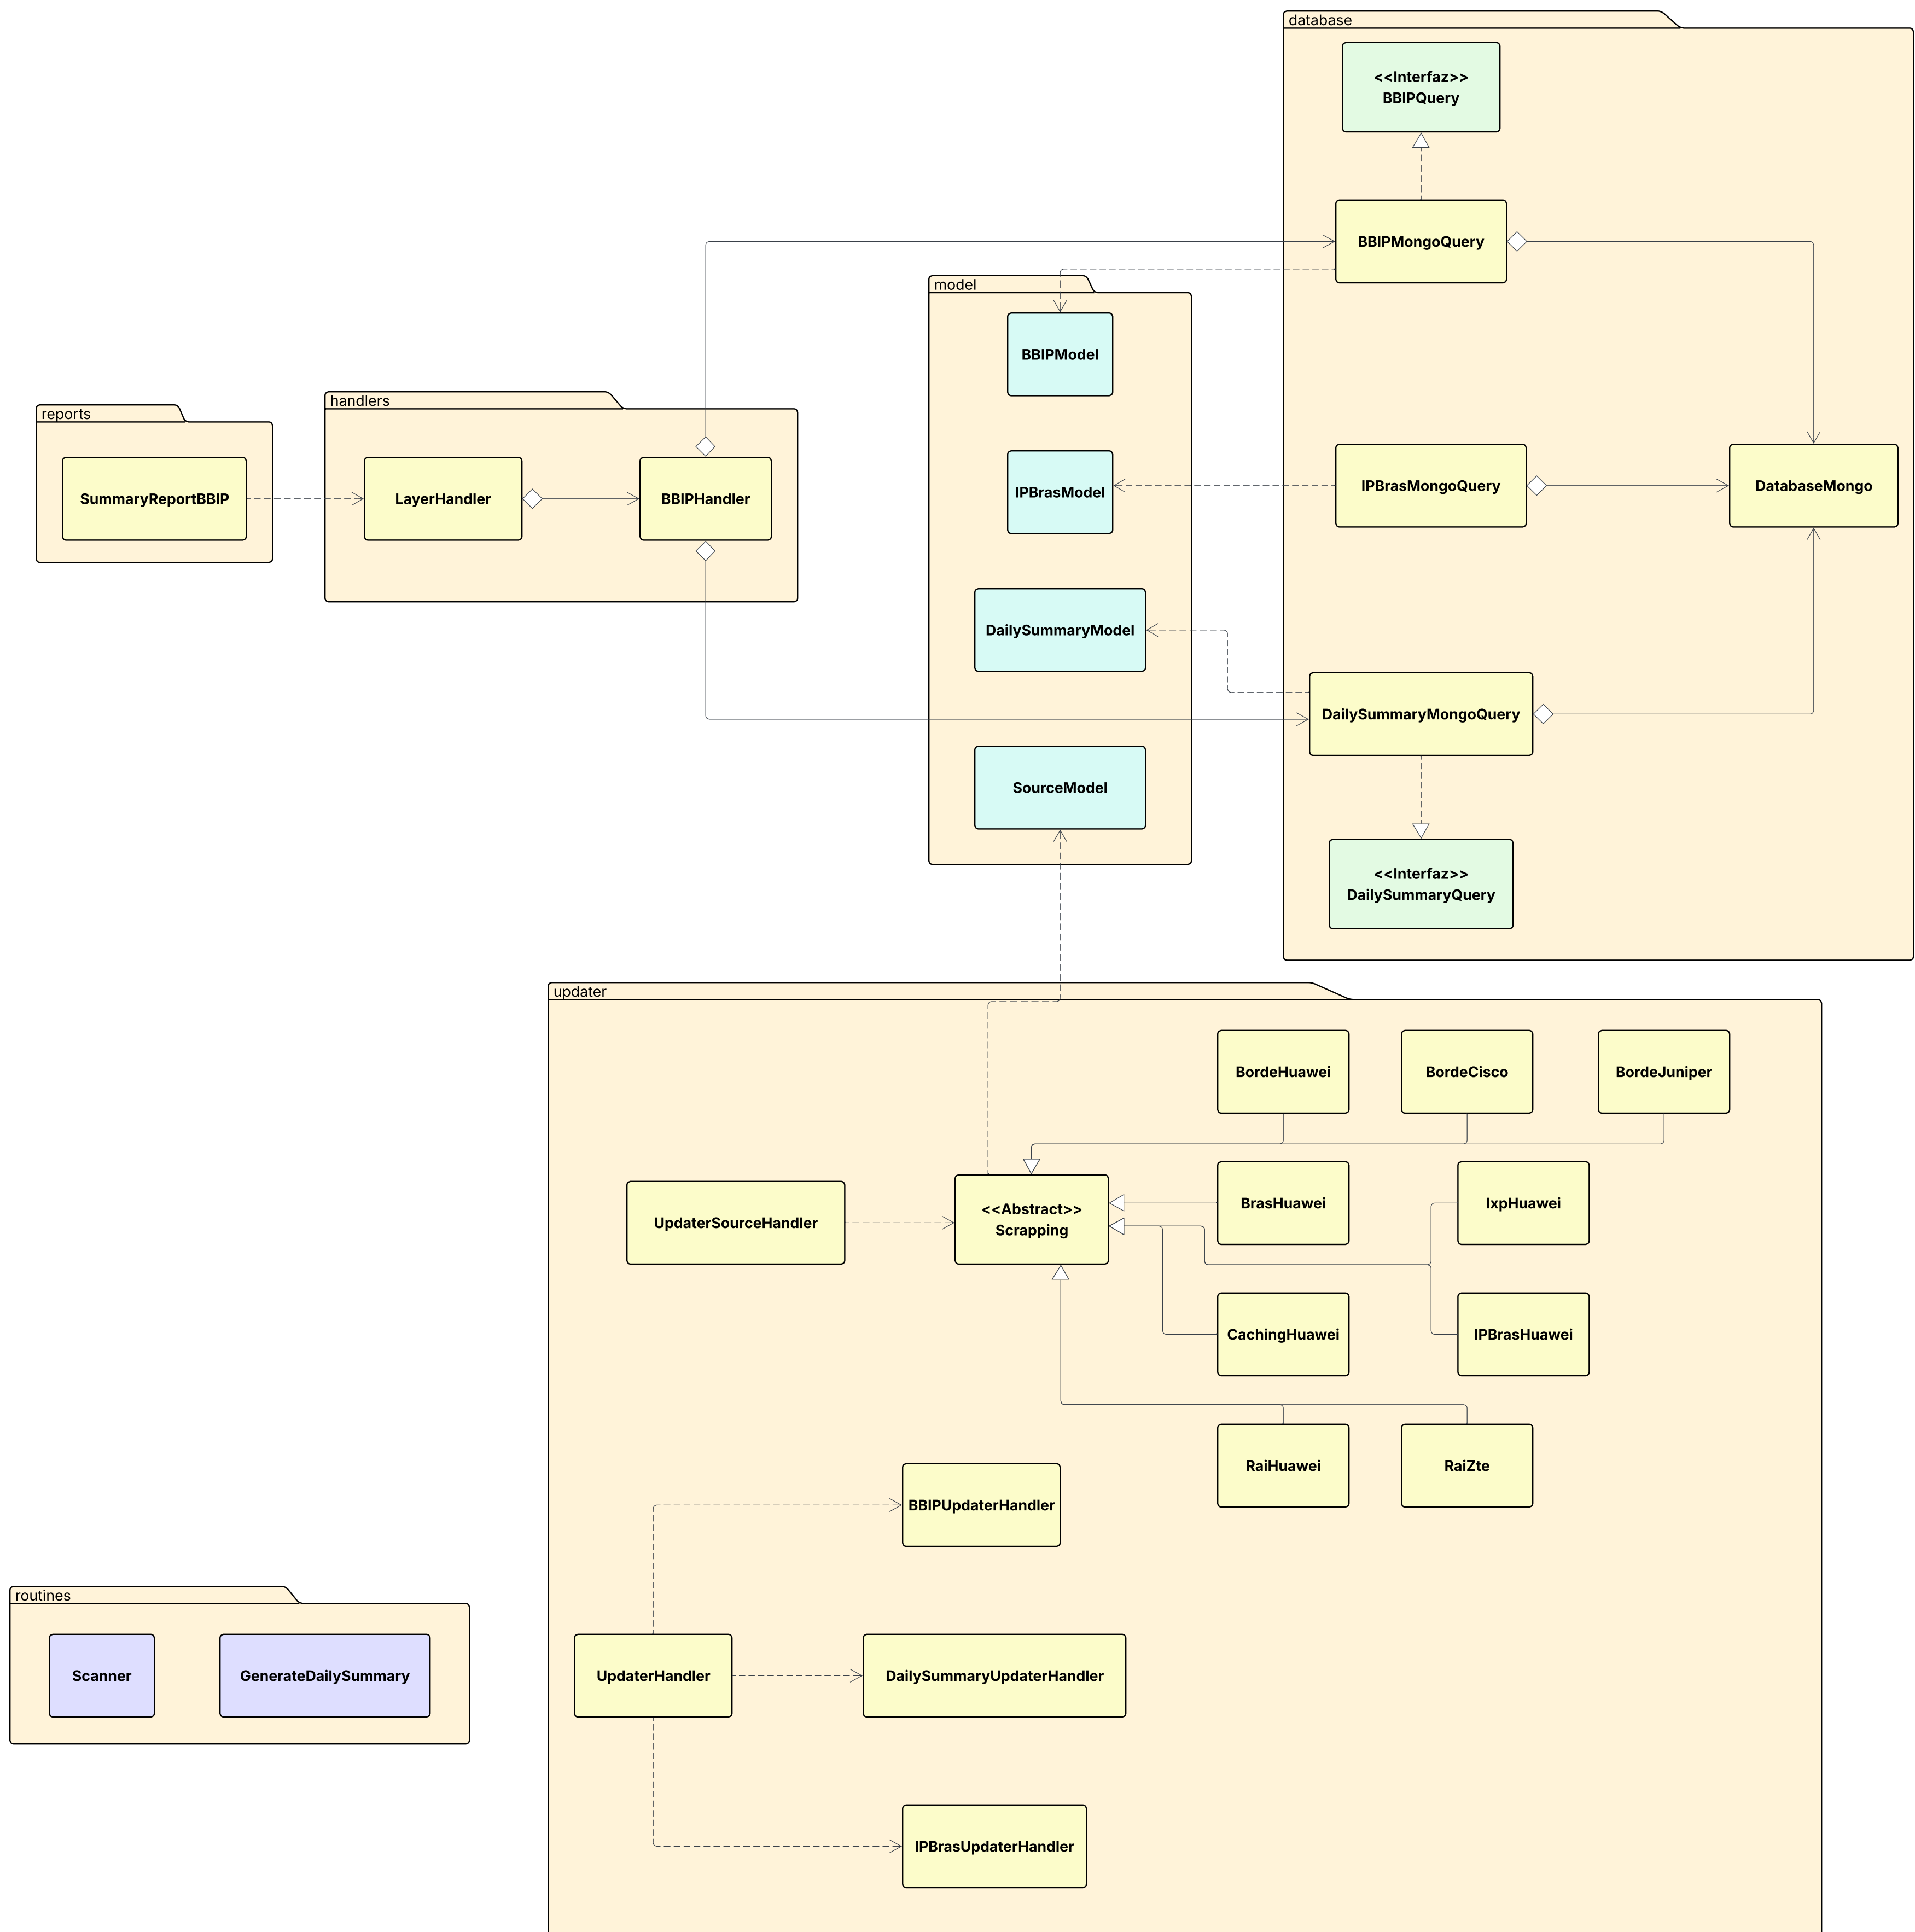 database
<<Interfaz>>
BBIPQuery
BBIPMongoQuery
model
BBIPModel
handlers
reports
IPBrasModel
IPBrasMongoQuery
DatabaseMongo
SummaryReportBBIP
LayerHandler
BBIPHandler
DailySummaryModel
DailySummaryMongoQuery
SourceModel
<<Interfaz>>
DailySummaryQuery
updater
BordeHuawei
BordeCisco
BordeJuniper
UpdaterSourceHandler
<<Abstract>>
Scrapping
BrasHuawei
IxpHuawei
CachingHuawei
IPBrasHuawei
RaiHuawei
RaiZte
BBIPUpdaterHandler
routines
Scanner
GenerateDailySummary
UpdaterHandler
DailySummaryUpdaterHandler
IPBrasUpdaterHandler